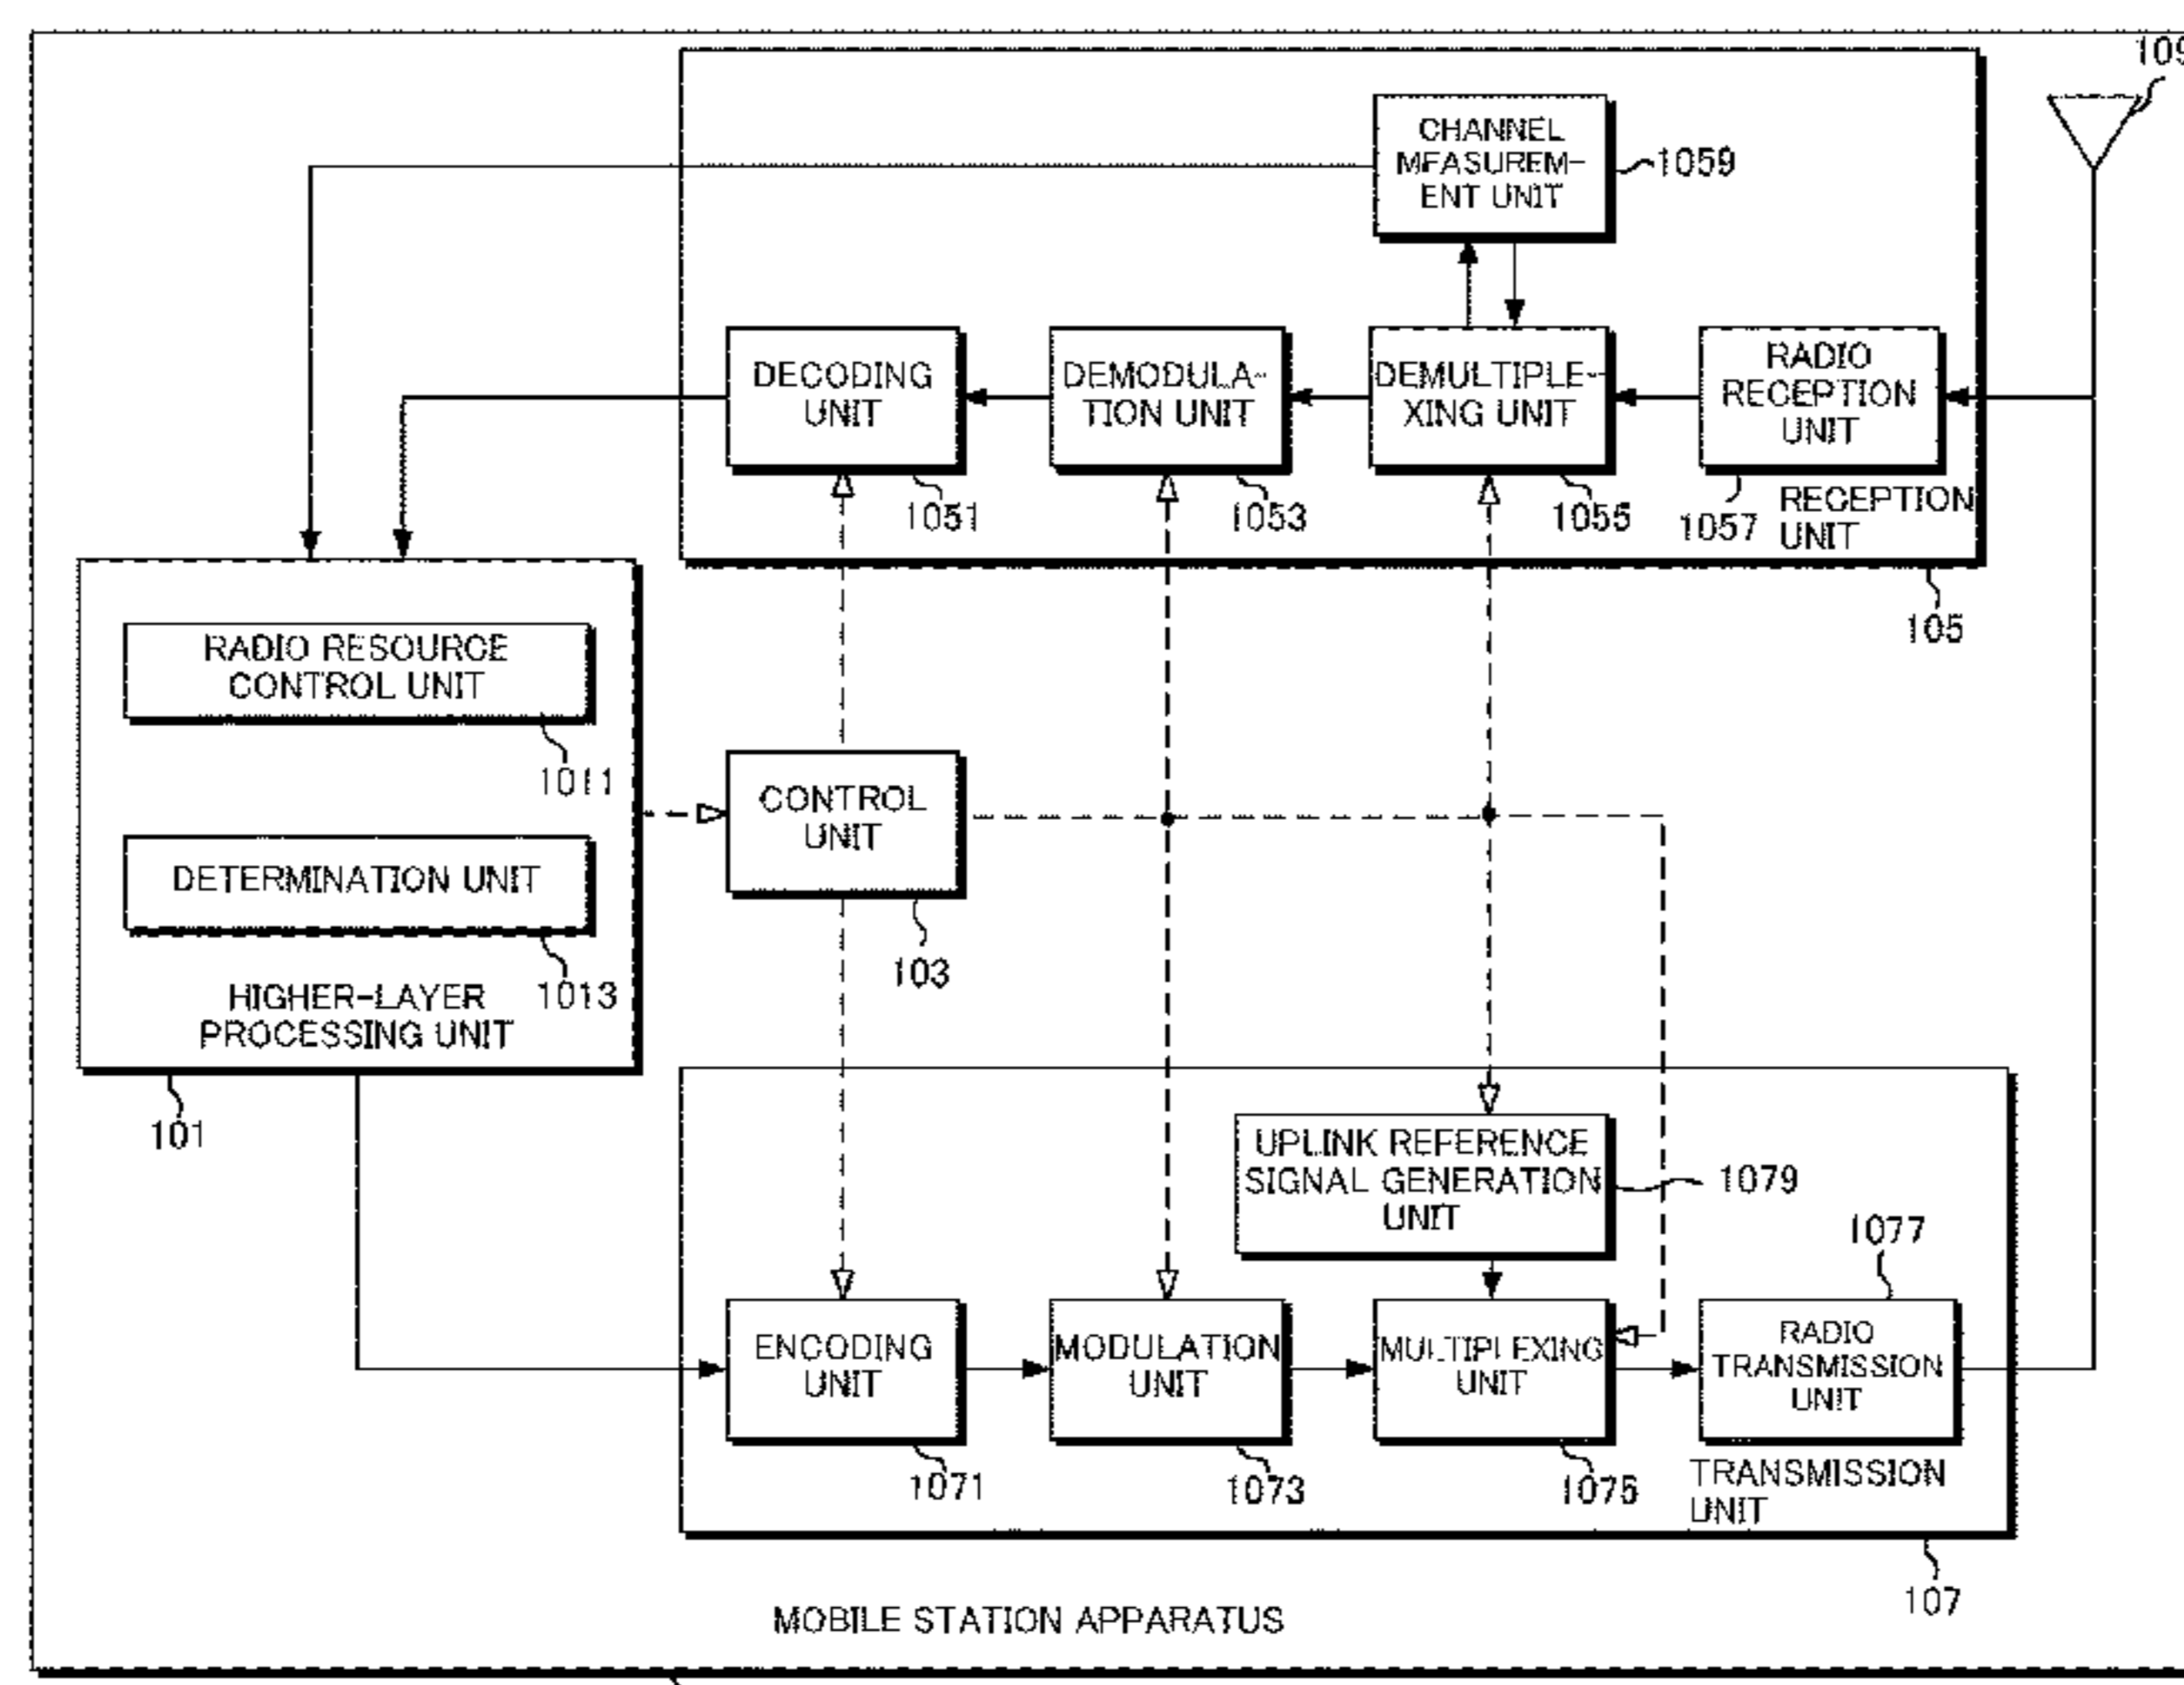 109
CHANNEL
MEASUREM-
ENT UNIT
1059
DECODING
UNIT
1051
DEMODULA-
TION UNIT
1053
DEMULTIPLE-
XING UNIT
1055
RADIO
RECEPTION
UNIT
1057
RECEPTION
UNIT
105
RADIO RESOURCE
CONTROL UNIT
1011
DETERMINATION UNIT
1013
HIGHER-LAYER
PROCESSING UNIT
101
CONTROL
UNIT
103
UPLINK REFERENCE
SIGNAL GENERATION
UNIT
1079
1077
ENCODING
UNIT
1071
MODULATION
UNIT
1073
MULTIPLEXING
UNIT
1075
RADIO
TRANSMISSION
UNIT
TRANSMISSION
UNIT
107
MOBILE STATION APPARATUS